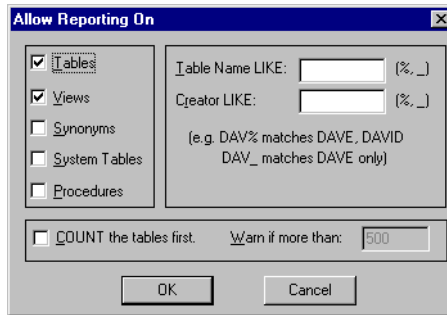 Allow Reporting On
Tables
Views
Synonyms
System Tables
Procedures
Table Name LIKE: (%, _)
Creator LIKE: (%, _)
(e.g. DAV% matches DAVE, DAVID
DAV_ matches DAVE only)
COUNT the tables first. Warn if more than: 500
OK Cancel